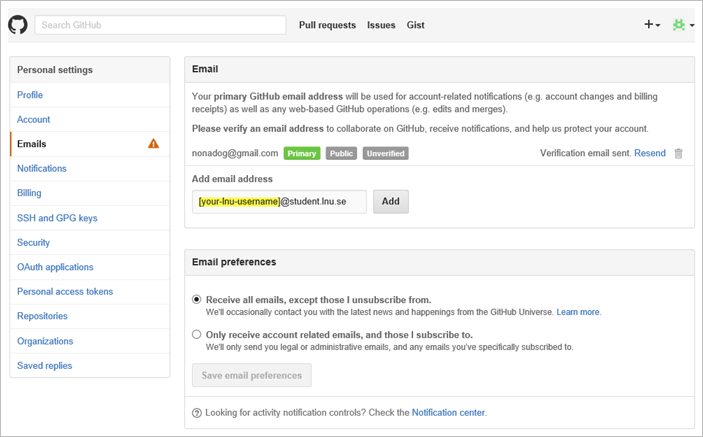 Search GitHub Pull requests Issues Gist
Personal settings
Profile
Account
Emails
Notifications
Billing
SSH and GPG keys
Security
OAuth applications
Personal access tokens
Repositories
Organizations
Saved replies
Email
Your primary GitHub email address will be used for account-related notifications (e.g. account changes and billing
receipts) as well as any web-based GitHub operations (e.g. edits and merges).
Please verify an email address to collaborate on GitHub, receive notifications, and help us protect your account.
nonadog@gmail.com Primary Public Unverified Verification email sent. Resend
Add email address
[your-lnu-username]@student.lnu.se Add
Email preferences
Receive all emails, except those I unsubscribe from.
We'll occasionally contact you with the latest news and happenings from the GitHub Universe. Learn more.
Only receive account related emails, and those I subscribe to.
We'll only send you legal or administrative emails, and any emails you've specifically subscribed to.
Save email preferences
Looking for activity notification controls? Check the Notification center.